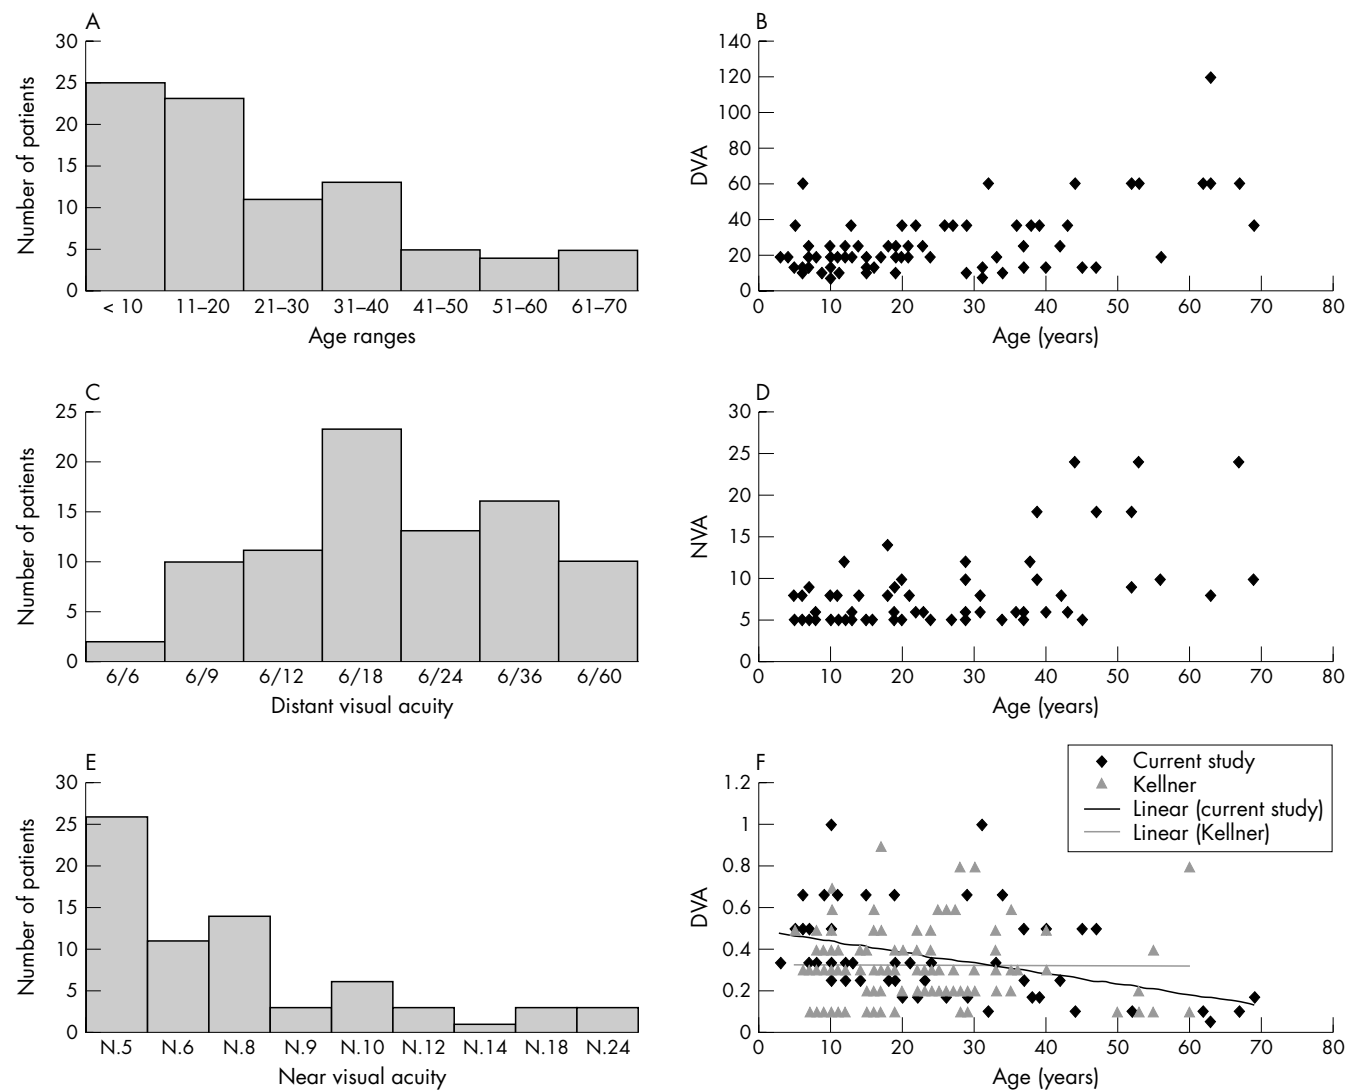 A
30
25
20
15
10
5
0
Number of patients
< 10 11–20 21–30 31–40 41–50 51–60 61–70
Age ranges
B
140
120
100
80
60
40
20
0
DVA
0 10 20 30 40 50 60 70 80
Age (years)
C
25
20
15
10
5
0
Number of patients
6/6 6/9 6/12 6/18 6/24 6/36 6/60
Distant visual acuity
D
30
25
20
15
10
5
0
NVA
0 10 20 30 40 50 60 70 80
Age (years)
E
30
25
20
15
10
5
0
Number of patients
N.5 N.6 N.8 N.9 N.10 N.12 N.14 N.18 N.24
Near visual acuity
F
Current study
Kellner
Linear (current study)
Linear (Kellner)
1.2
1
0.8
0.6
0.4
0.2
0
DVA
0 10 20 30 40 50 60 70 80
Age (years)